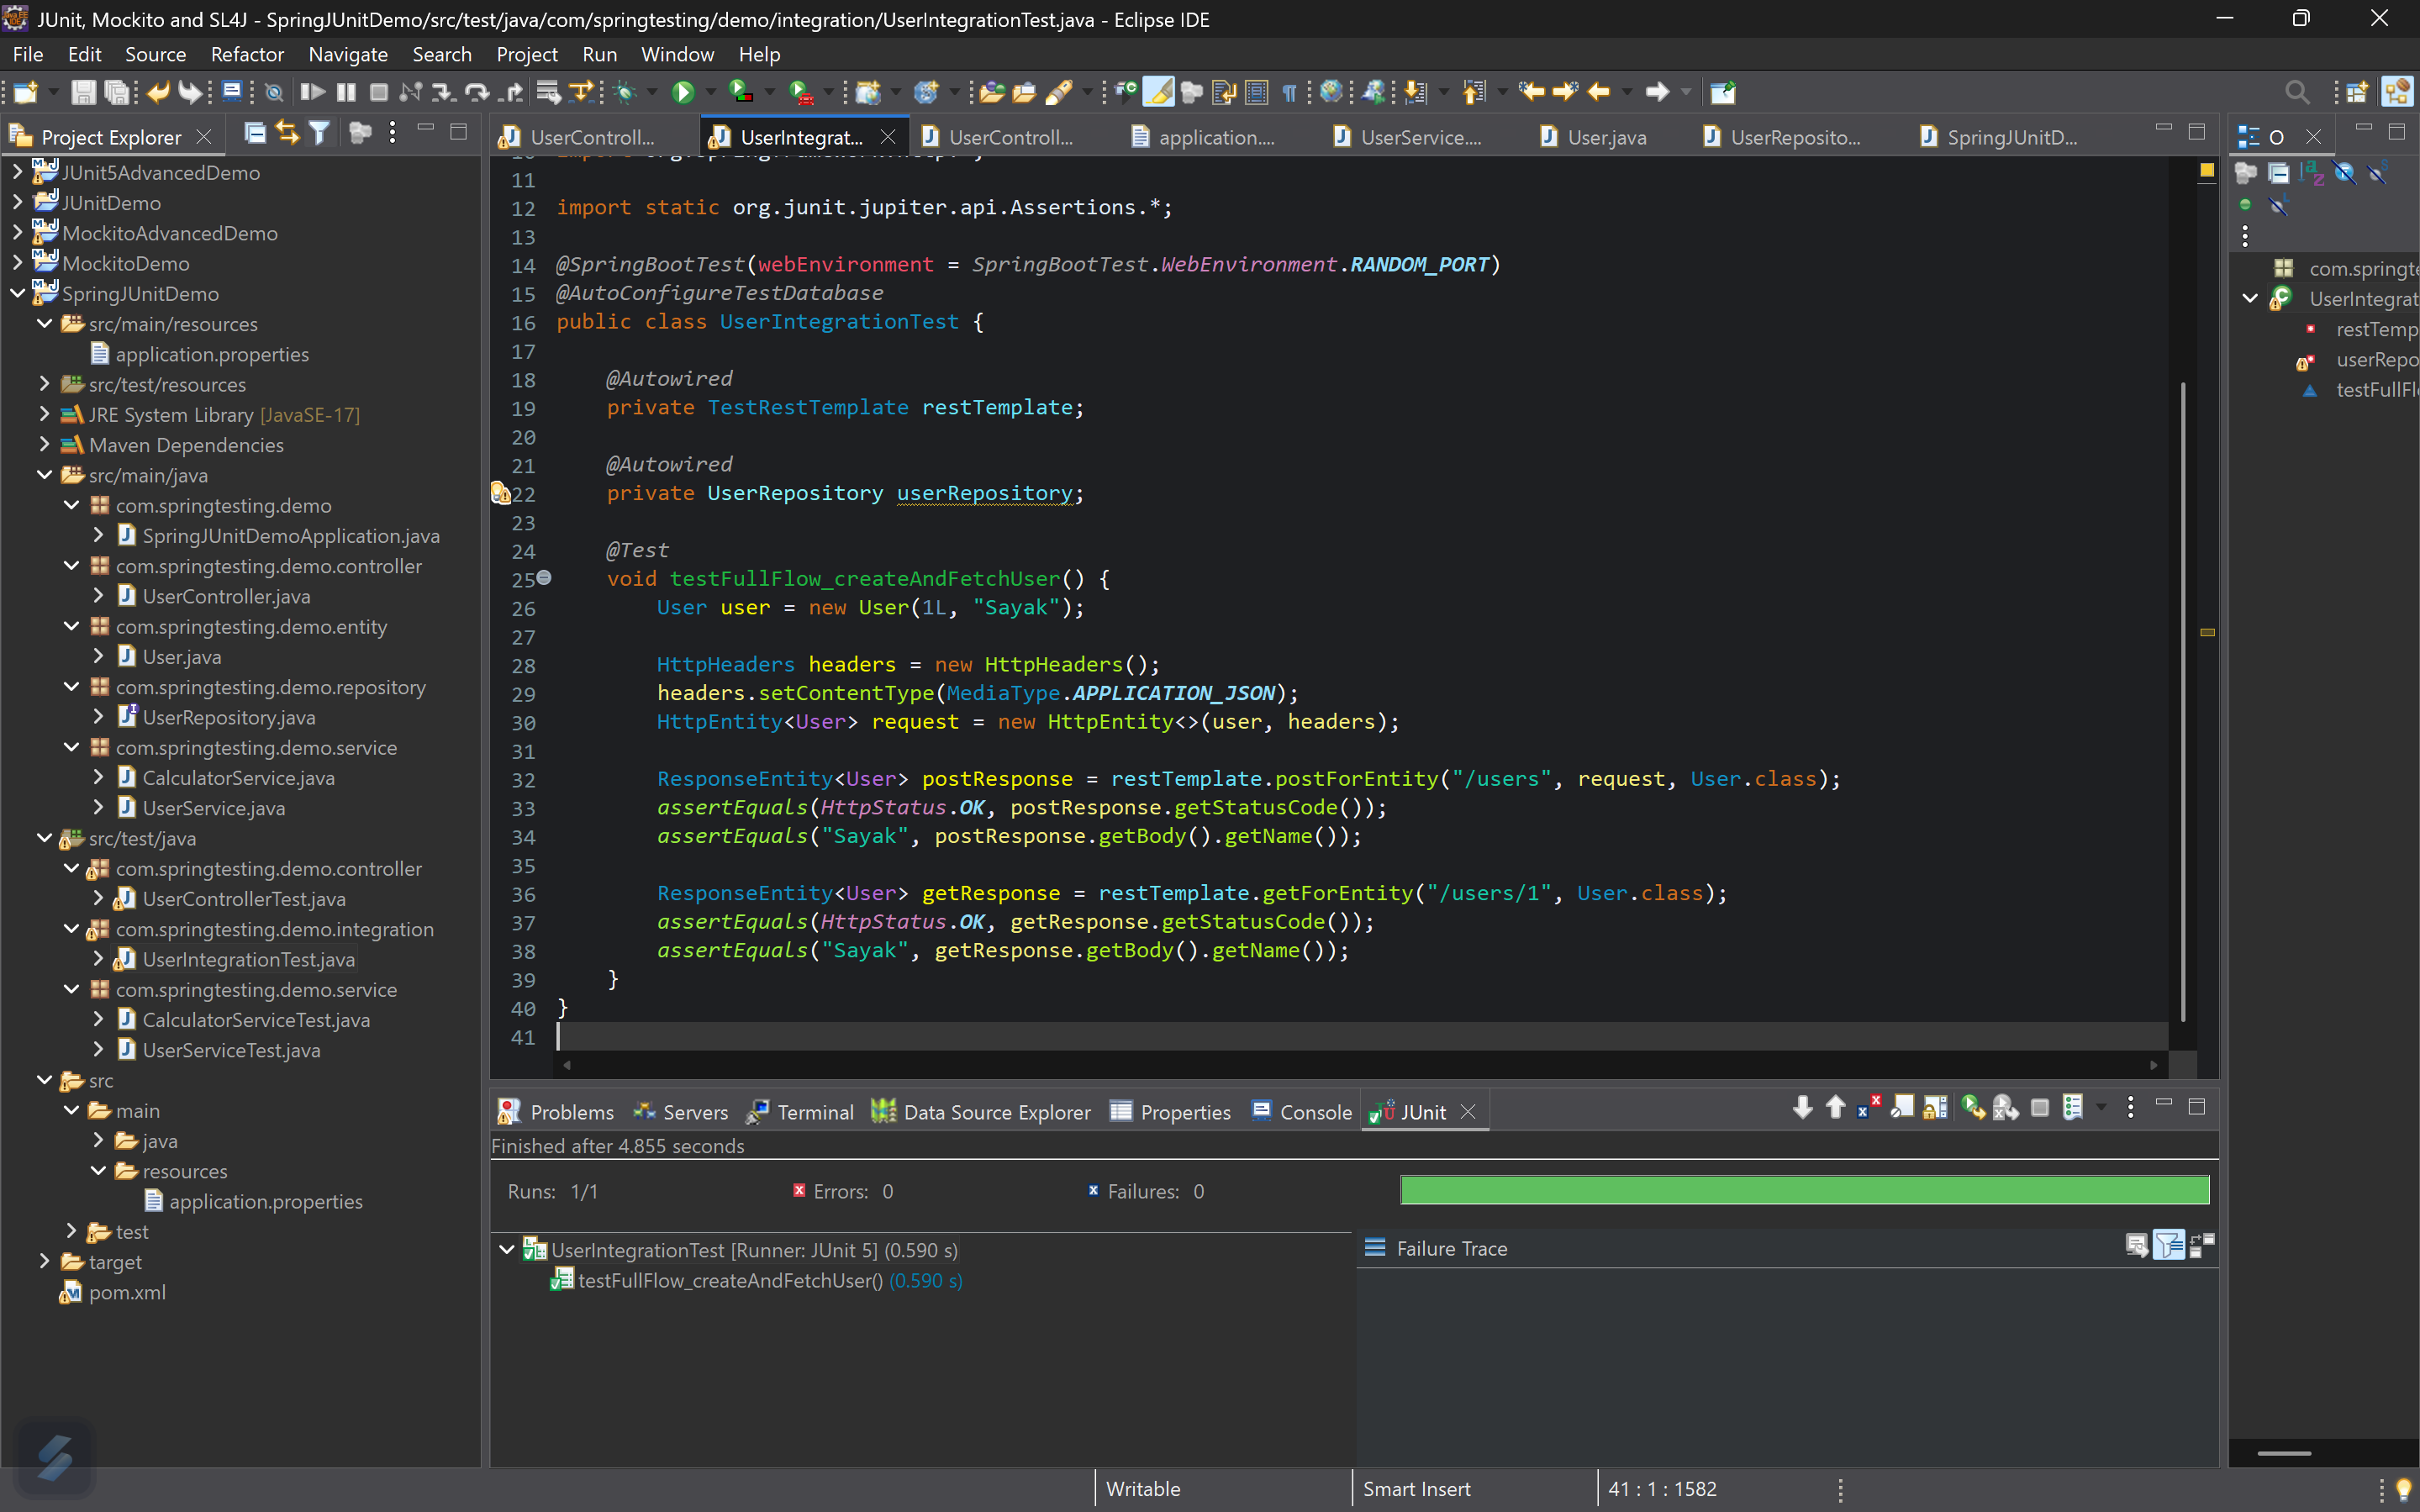 JUnit, Mockito and SL4J - SpringJUnitDemo/src/test/java/com/springtesting/demo/integration/UserIntegrationTest.java - Eclipse IDE
File Edit Source Refactor Navigate Search Project Run Window Help
Project Explorer
UserControll...
UserIntegrat...
UserControll...
application....
UserService....
User.java
UserReposito...
SpringJUnitD...
O
JUnit5AdvancedDemo
JUnitDemo
MockitoAdvancedDemo
MockitoDemo
SpringJUnitDemo
src/main/resources
application.properties
src/test/resources
JRE System Library [JavaSE-17]
Maven Dependencies
src/main/java
com.springtesting.demo
SpringJUnitDemoApplication.java
com.springtesting.demo.controller
UserController.java
com.springtesting.demo.entity
User.java
com.springtesting.demo.repository
UserRepository.java
com.springtesting.demo.service
CalculatorService.java
UserService.java
src/test/java
com.springtesting.demo.controller
UserControllerTest.java
com.springtesting.demo.integration
UserIntegrationTest.java
com.springtesting.demo.service
CalculatorServiceTest.java
UserServiceTest.java
src
main
java
resources
application.properties
test
target
pom.xml
11
12 import static org.junit.jupiter.api.Assertions.*;
13
14 @SpringBootTest(webEnvironment = SpringBootTest.WebEnvironment.RANDOM_PORT)
15 @AutoConfigureTestDatabase
16 public class UserIntegrationTest {
17
18 @Autowired
19 private TestRestTemplate restTemplate;
20
21 @Autowired
22 private UserRepository userRepository;
23
24 @Test
25 void testFullFlow_createAndFetchUser() {
26 User user = new User(1L, "Sayak");
27
28 HttpHeaders headers = new HttpHeaders();
29 headers.setContentType(MediaType.APPLICATION_JSON);
30 HttpEntity<User> request = new HttpEntity<>(user, headers);
31
32 ResponseEntity<User> postResponse = restTemplate.postForEntity("/users", request, User.class);
33 assertEquals(HttpStatus.OK, postResponse.getStatusCode());
34 assertEquals("Sayak", postResponse.getBody().getName());
35
36 ResponseEntity<User> getResponse = restTemplate.getForEntity("/users/1", User.class);
37 assertEquals(HttpStatus.OK, getResponse.getStatusCode());
38 assertEquals("Sayak", getResponse.getBody().getName());
39 }
40 }
41
com.springte
UserIntegrat
restTemp
userRepo
testFullFl
Problems
Servers
Terminal
Data Source Explorer
Properties
Console
JUnit
Finished after 4.855 seconds
Runs: 1/1
Errors: 0
Failures: 0
UserIntegrationTest [Runner: JUnit 5] (0.590 s)
testFullFlow_createAndFetchUser() (0.590 s)
Failure Trace
Writable
Smart Insert
41 : 1 : 1582